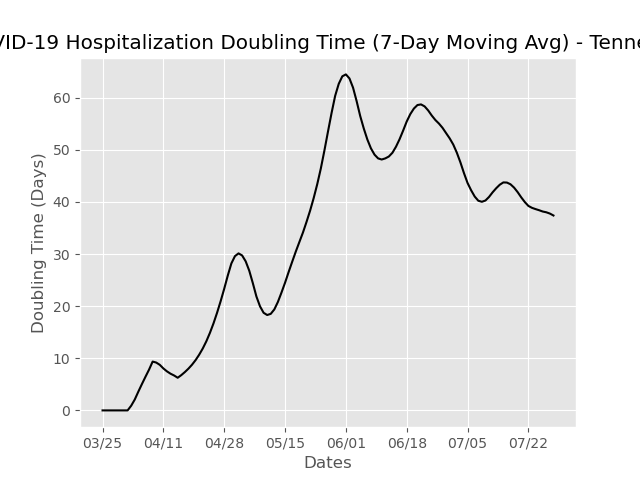 VID-19 Hospitalization Doubling Time (7-Day Moving Avg) - Tenne
60
50
40
30
20
10
0
Doubling Time (Days)
03/25 04/11 04/28 05/15 06/01 06/18 07/05 07/22
Dates